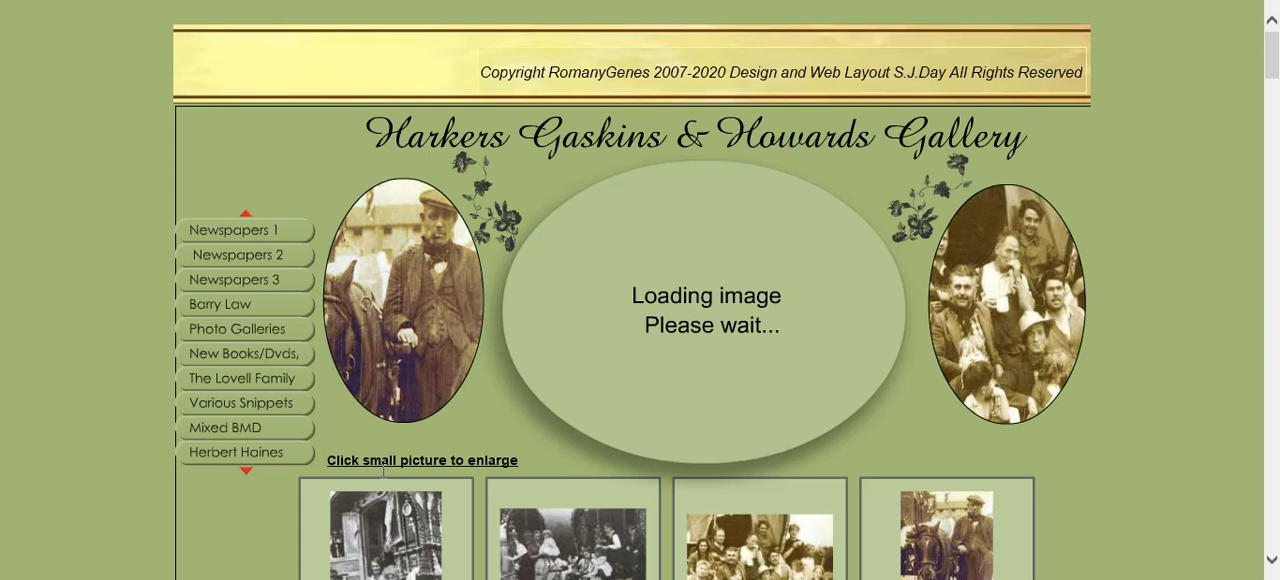 Copyright RomanyGenes 2007-2020 Design and Web Layout S.J.Day All Rights Reserved
Harkers Gaskins & Howards Gallery
Newspapers 1
Newspapers 2
Newspapers 3
Barry Law
Photo Galleries
New Books/Dvds,
The Lovell Family
Various Snippets
Mixed BMD
Herbert Haines
Loading image
Please wait...
Click small picture to enlarge